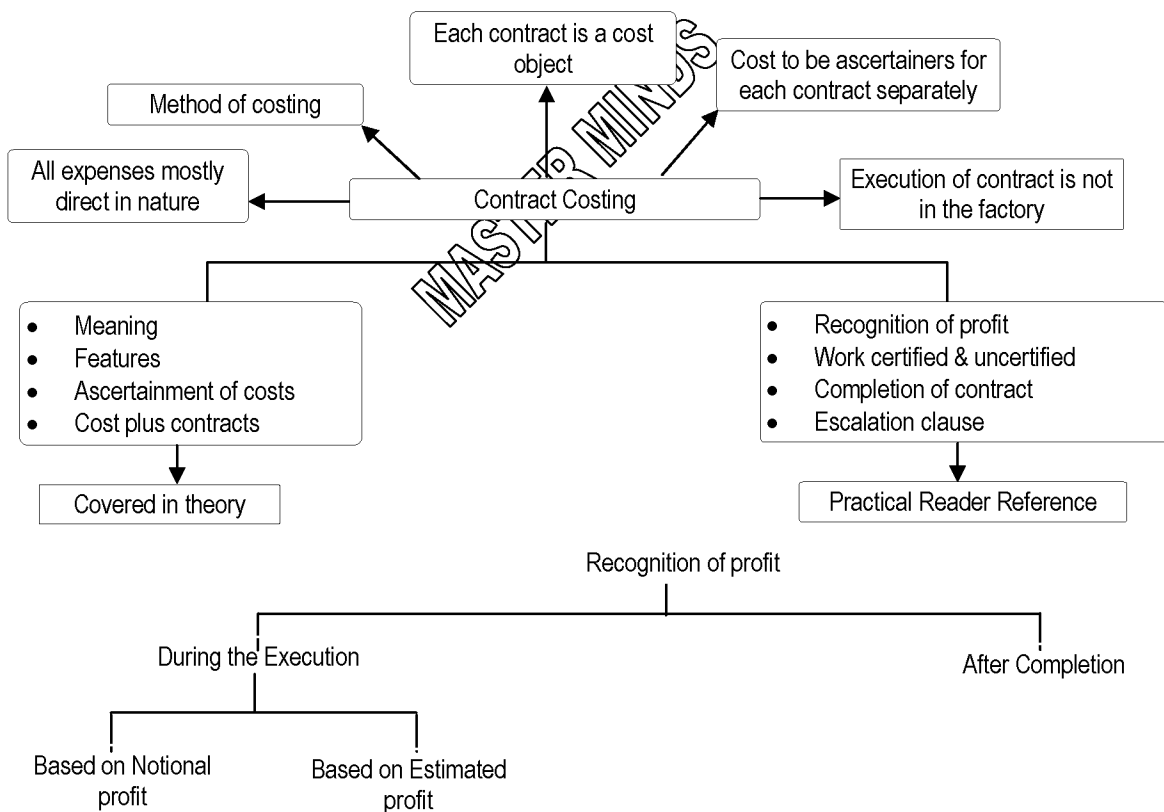 Each contract is a cost
object
Cost to be ascertainers for
each contract separately
Method of costing
All expenses mostly
direct in nature
Contract Costing
Execution of contract is not
in the factory
MASTER MINDS
• Meaning
• Features
• Ascertainment of costs
• Cost plus contracts
• Recognition of profit
• Work certified & uncertified
• Completion of contract
• Escalation clause
Covered in theory
Practical Reader Reference
Recognition of profit
During the Execution
After Completion
Based on Notional
profit
Based on Estimated
profit